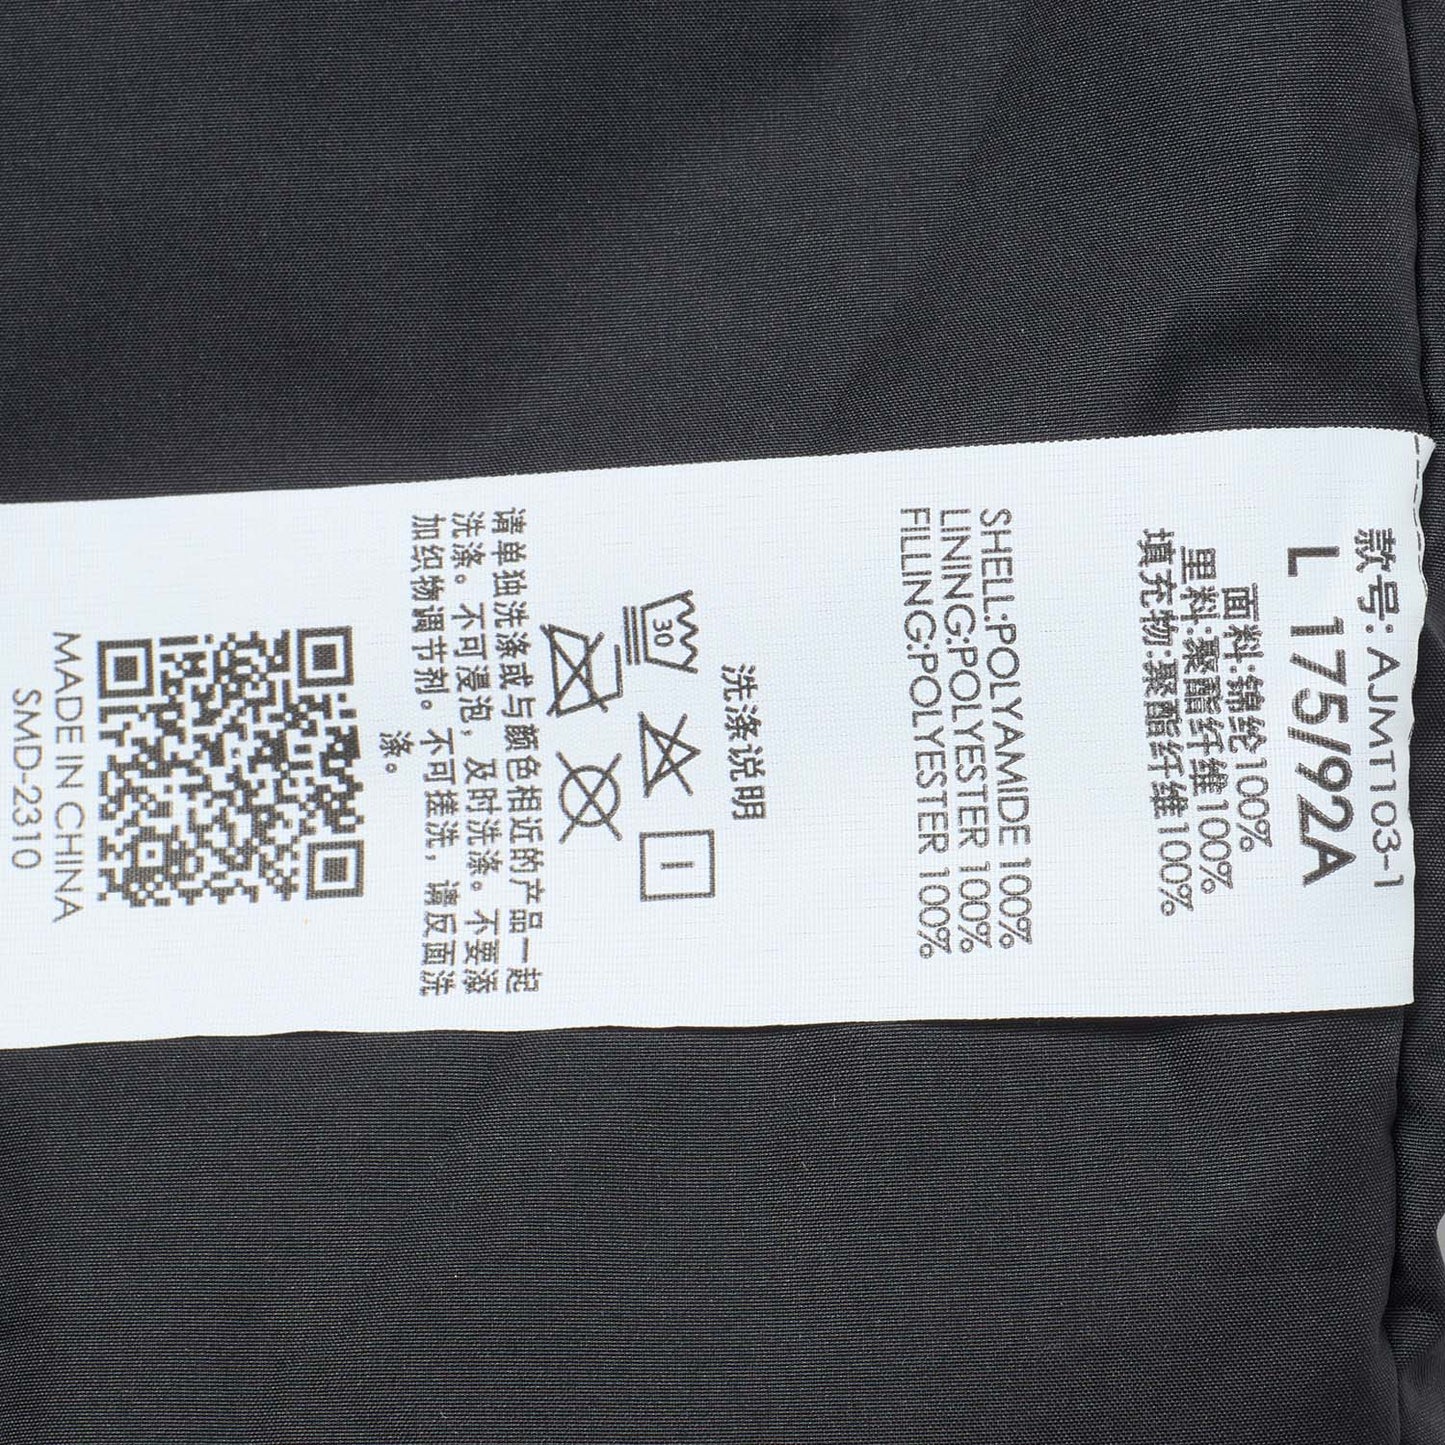 款号: AJMT103-1
L 175/92A
面料:锦纶100%
里料:聚酯纤维100%
填充物:聚酯纤维100%
SHELL:POLYAMIDE 100%
LINING:POLYESTER 100%
FILLING:POLYESTER 100%
洗涤说明
30
请单独洗涤或与颜色相近的产品一起
洗涤。不可浸泡,及时洗涤。不要添
加织物调节剂。不可搓洗,请反面洗
涤。
MADE IN CHINA
SMD-2310